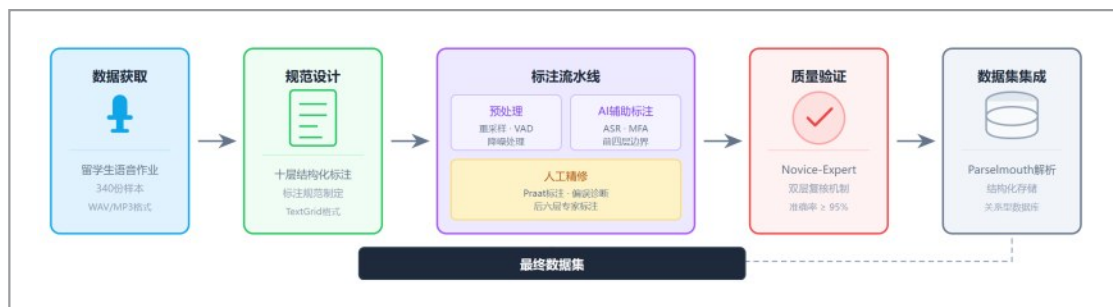 数据获取
留学生语音作业
340份样本
WAV/MP3格式
规范设计
十层结构化标注
标注规范制定
TextGrid格式
标注流水线
预处理
重采样 · VAD
降噪处理
AI辅助标注
ASR · MFA
前四层边界
人工精修
Praat标注 · 偏误诊断
后六层专家标注
质量验证
Novice-Expert
双层复核机制
准确率 ≥ 95%
数据集集成
Parselmouth解析
结构化存储
关系型数据库
最终数据集